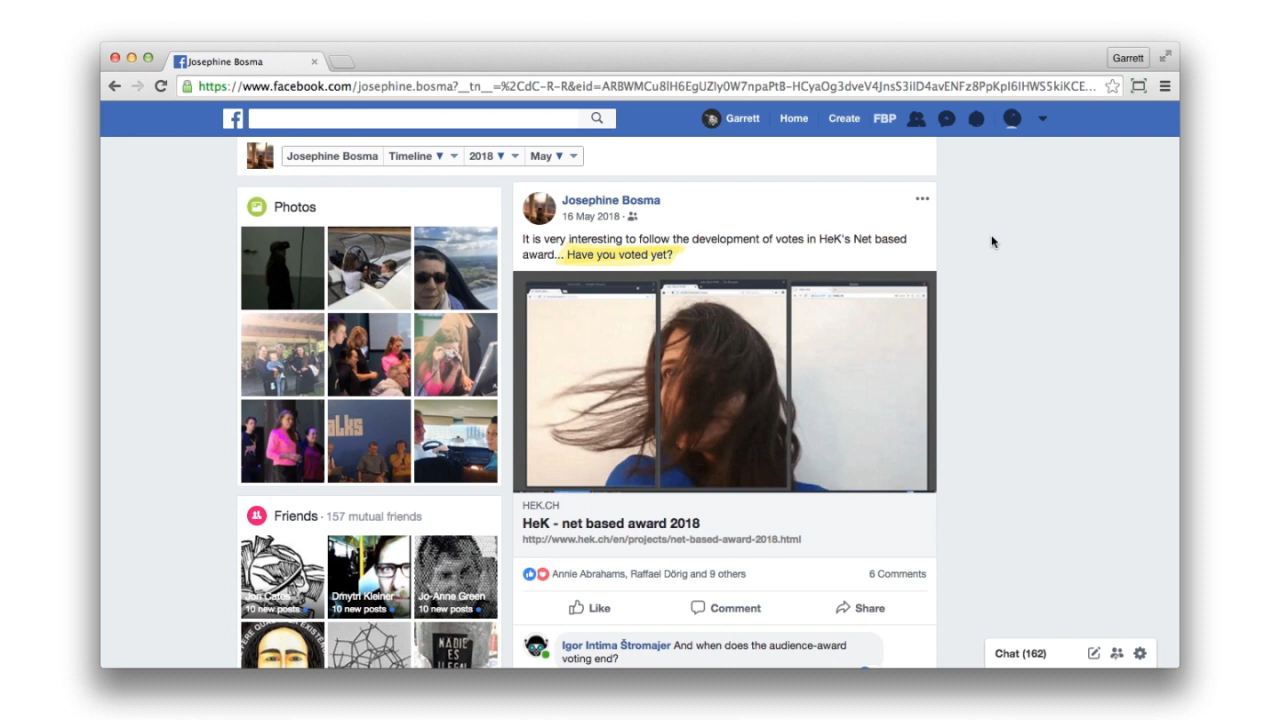 Josephine Bosma
Garrett
https://www.facebook.com/josephine.bosma?__tn__=%2CdC-R-R&eid=ARBWMCu8lH6EgUZly0W7npaPtB-HCyaOg3dveV4JnsS3ilD4avENFz8PpKpI6IHWS5kiKCE...
Garrett Home Create FBP
Josephine Bosma Timeline 2018 May
Photos
Josephine Bosma
16 May 2018 ·
It is very interesting to follow the development of votes in HeK's Net based
award... Have you voted yet?
HEK.CH
HeK - net based award 2018
http://www.hek.ch/en/projects/net-based-award-2018.html
Annie Abrahams, Raffael Dörig and 9 others 6 Comments
Like Comment Share
Igor Intima Štromajer And when does the audience-award
voting end?
Friends · 157 mutual friends
Jon Cates Dmytri Kleiner Jo-Anne Green
10 new posts 10 new posts 10 new posts
NADIE
ES
Chat (162)